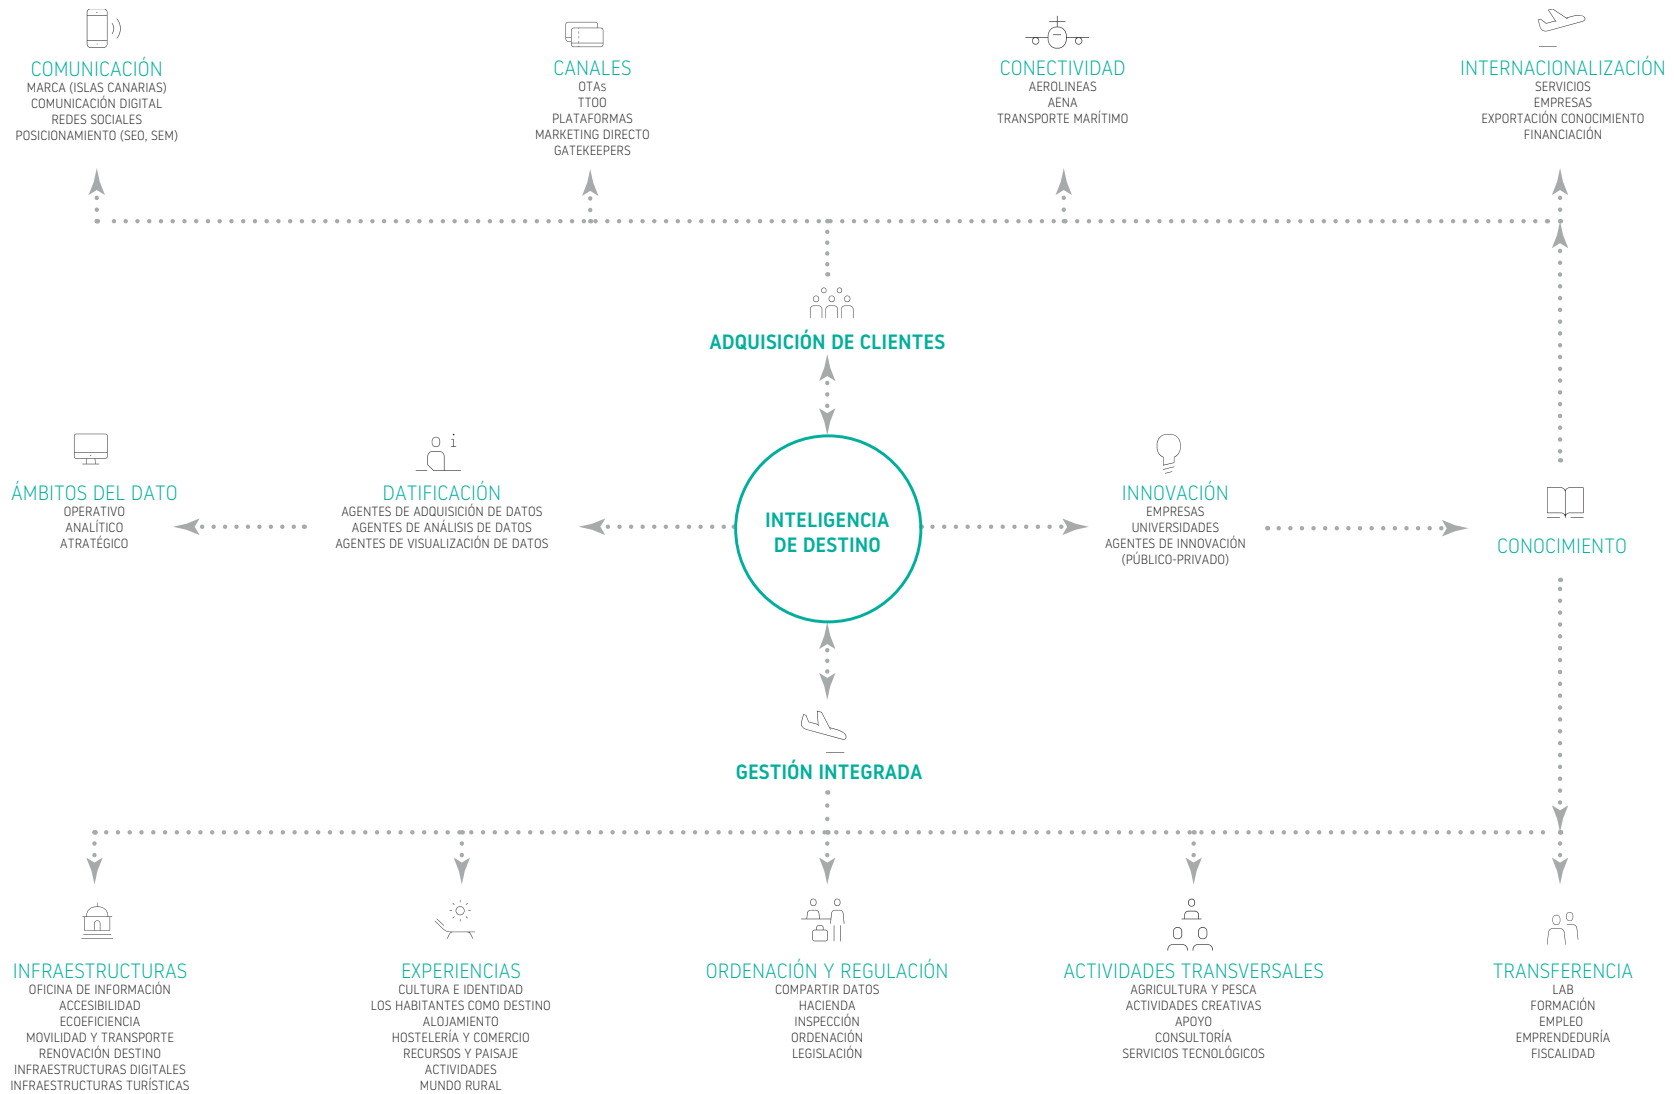 COMUNICACIÓN
MARCA (ISLAS CANARIAS)
COMUNICACIÓN DIGITAL
REDES SOCIALES
POSICIONAMIENTO (SEO, SEM)
CANALES
OTAs
TTOO
PLATAFORMAS
MARKETING DIRECTO
GATEKEEPERS
CONECTIVIDAD
AEROLINEAS
AENA
TRANSPORTE MARÍTIMO
INTERNACIONALIZACIÓN
SERVICIOS
EMPRESAS
EXPORTACIÓN CONOCIMIENTO
FINANCIACIÓN
ADQUISICIÓN DE CLIENTES
ÁMBITOS DEL DATO
OPERATIVO
ANALÍTICO
ATRATÉGICO
DATIFICACIÓN
AGENTES DE ADQUISICIÓN DE DATOS
AGENTES DE ANÁLISIS DE DATOS
AGENTES DE VISUALIZACIÓN DE DATOS
INTELIGENCIA
DE DESTINO
INNOVACIÓN
EMPRESAS
UNIVERSIDADES
AGENTES DE INNOVACIÓN
(PÚBLICO-PRIVADO)
CONOCIMIENTO
GESTIÓN INTEGRADA
INFRAESTRUCTURAS
OFICINA DE INFORMACIÓN
ACCESIBILIDAD
ECOEFICIENCIA
MOVILIDAD Y TRANSPORTE
RENOVACIÓN DESTINO
INFRAESTRUCTURAS DIGITALES
INFRAESTRUCTURAS TURÍSTICAS
EXPERIENCIAS
CULTURA E IDENTIDAD
LOS HABITANTES COMO DESTINO
ALOJAMIENTO
HOSTELERÍA Y COMERCIO
RECURSOS Y PAISAJE
ACTIVIDADES
MUNDO RURAL
ORDENACIÓN Y REGULACIÓN
COMPARTIR DATOS
HACIENDA
INSPECCIÓN
ORDENACIÓN
LEGISLACIÓN
ACTIVIDADES TRANSVERSALES
AGRICULTURA Y PESCA
ACTIVIDADES CREATIVAS
APOYO
CONSULTORÍA
SERVICIOS TECNOLÓGICOS
TRANSFERENCIA
LAB
FORMACIÓN
EMPLEO
EMPRENDEDURÍA
FISCALIDAD